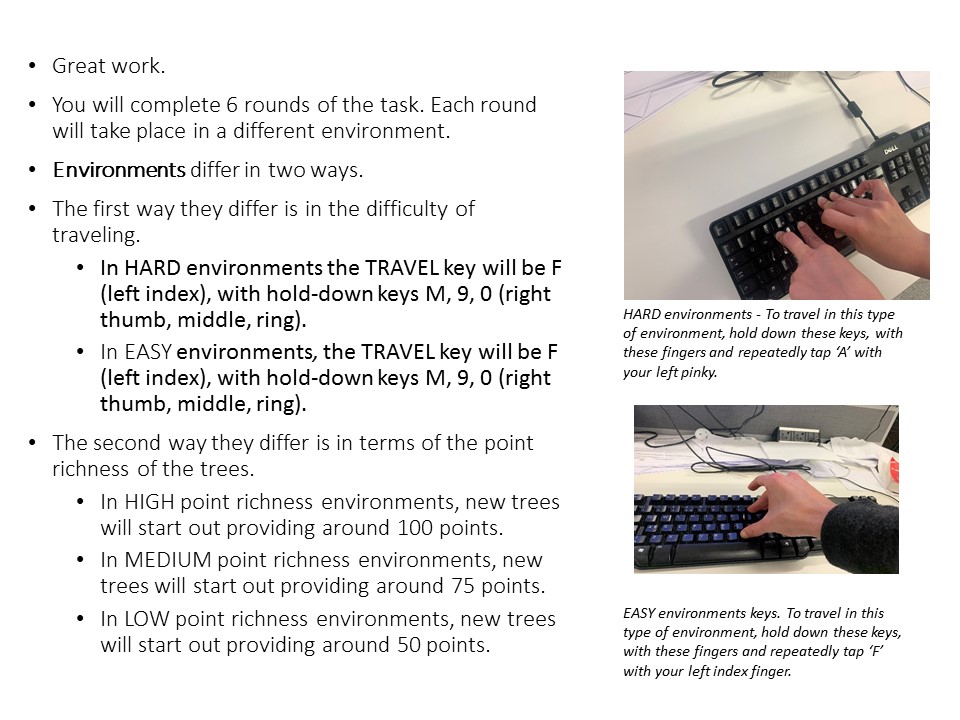 • Great work.
• You will complete 6 rounds of the task. Each round
will take place in a different environment.
• Environments differ in two ways.
• The first way they differ is in the difficulty of
traveling.
• In HARD environments the TRAVEL key will be F
(left index), with hold-down keys M, 9, 0 (right
thumb, middle, ring).
• In EASY environments, the TRAVEL key will be F
(left index), with hold-down keys M, 9, 0 (right
thumb, middle, ring).
• The second way they differ is in terms of the point
richness of the trees.
• In HIGH point richness environments, new trees
will start out providing around 100 points.
• In MEDIUM point richness environments, new
trees will start out providing around 75 points.
• In LOW point richness environments, new trees
will start out providing around 50 points.
DELL
HARD environments - To travel in this type
of environment, hold down these keys, with
these fingers and repeatedly tap ‘A’ with
your left pinky.
EASY environments keys. To travel in this
type of environment, hold down these keys,
with these fingers and repeatedly tap ‘F’
with your left index finger.